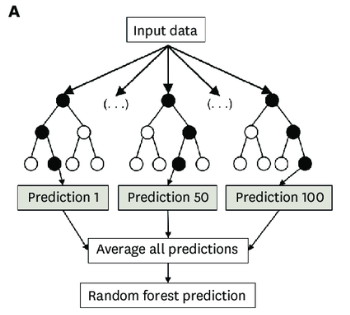 A
Input data
(...)
(...)
Prediction 1
Prediction 50
Prediction 100
Average all predictions
Random forest prediction